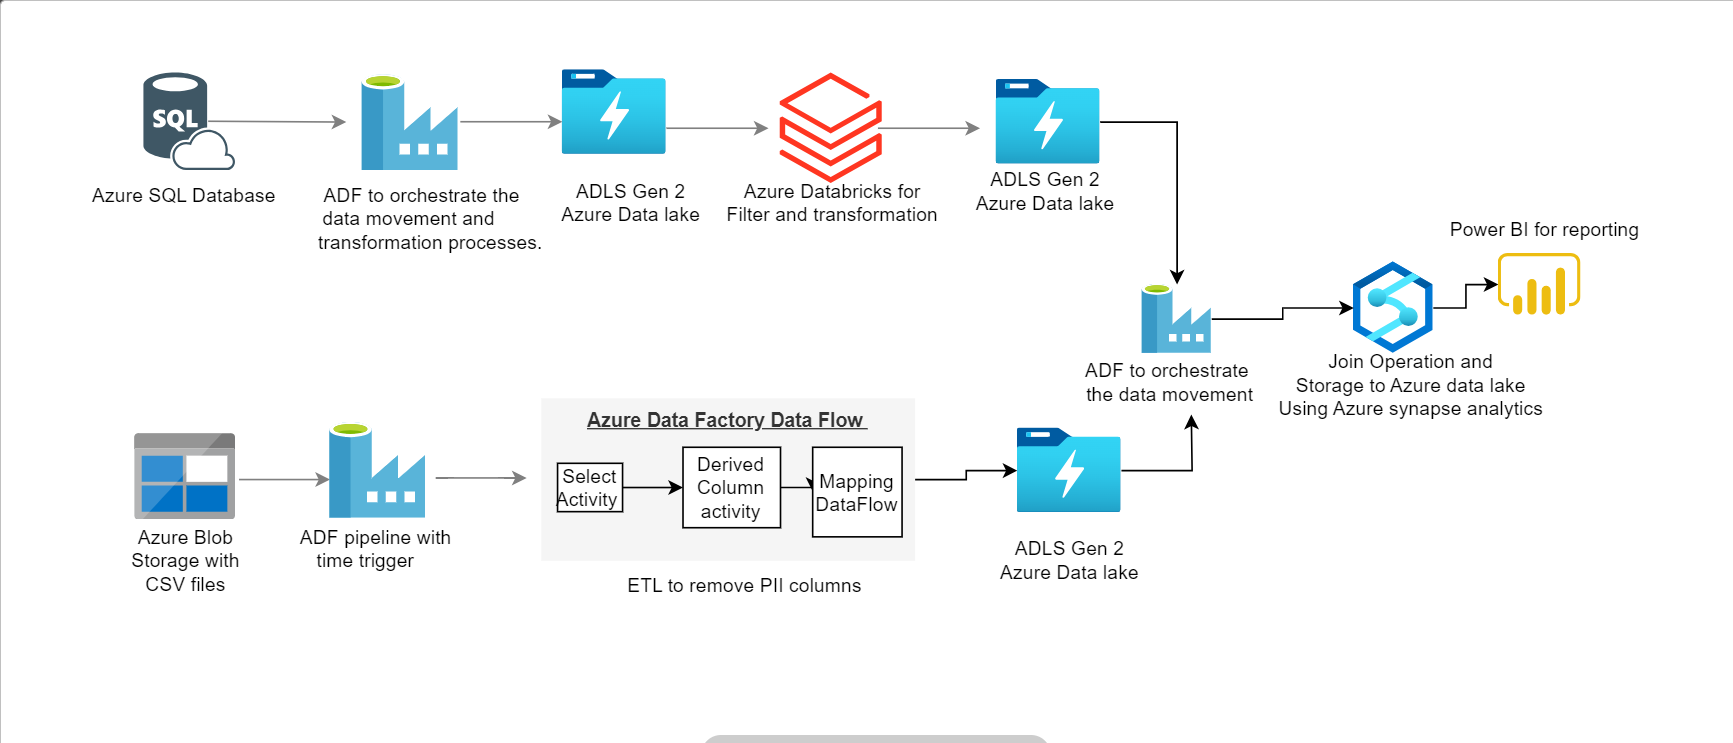 SQL
Azure SQL Database
ADF to orchestrate the
data movement and
transformation processes.
ADLS Gen 2
Azure Data lake
Azure Databricks for
Filter and transformation
ADLS Gen 2
Azure Data lake
Power BI for reporting
ADF to orchestrate
the data movement
Join Operation and
Storage to Azure data lake
Using Azure synapse analytics
Azure Blob
Storage with
CSV files
ADF pipeline with
time trigger
Azure Data Factory Data Flow
Select
Activity
Derived
Column
activity
Mapping
DataFlow
ETL to remove PII columns
ADLS Gen 2
Azure Data lake